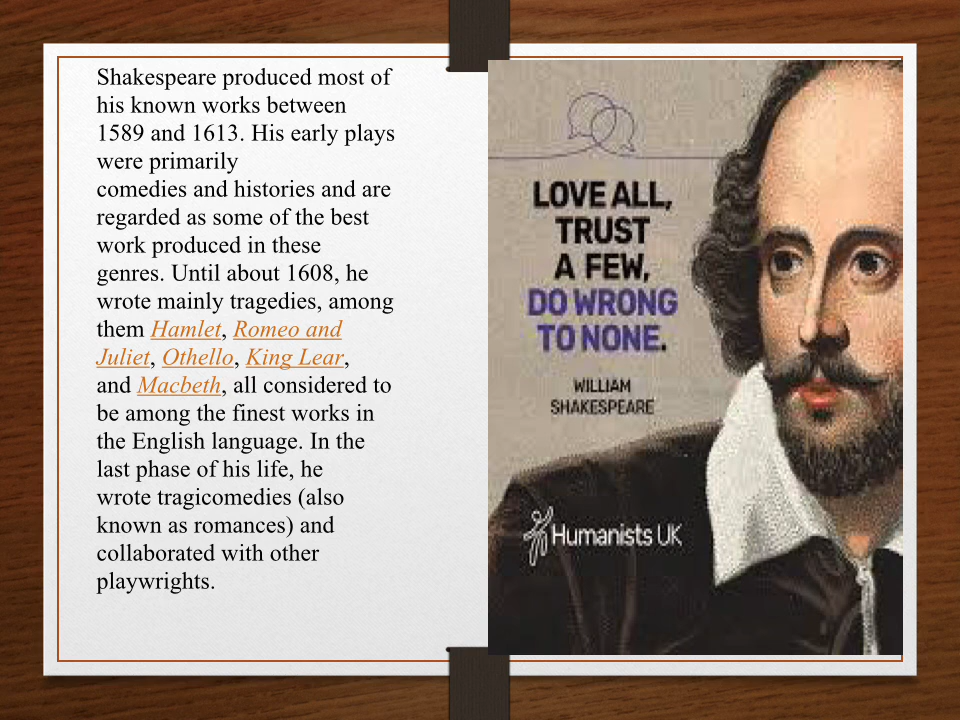 Shakespeare produced most of
his known works between
1589 and 1613. His early plays
were primarily
comedies and histories and are
regarded as some of the best
work produced in these
genres. Until about 1608, he
wrote mainly tragedies, among
them Hamlet, Romeo and
Juliet, Othello, King Lear,
and Macbeth, all considered to
be among the finest works in
the English language. In the
last phase of his life, he
wrote tragicomedies (also
known as romances) and
collaborated with other
playwrights.
LOVE ALL,
TRUST
A FEW,
DO WRONG
TO NONE.
WILLIAM
SHAKESPEARE
Humanists UK